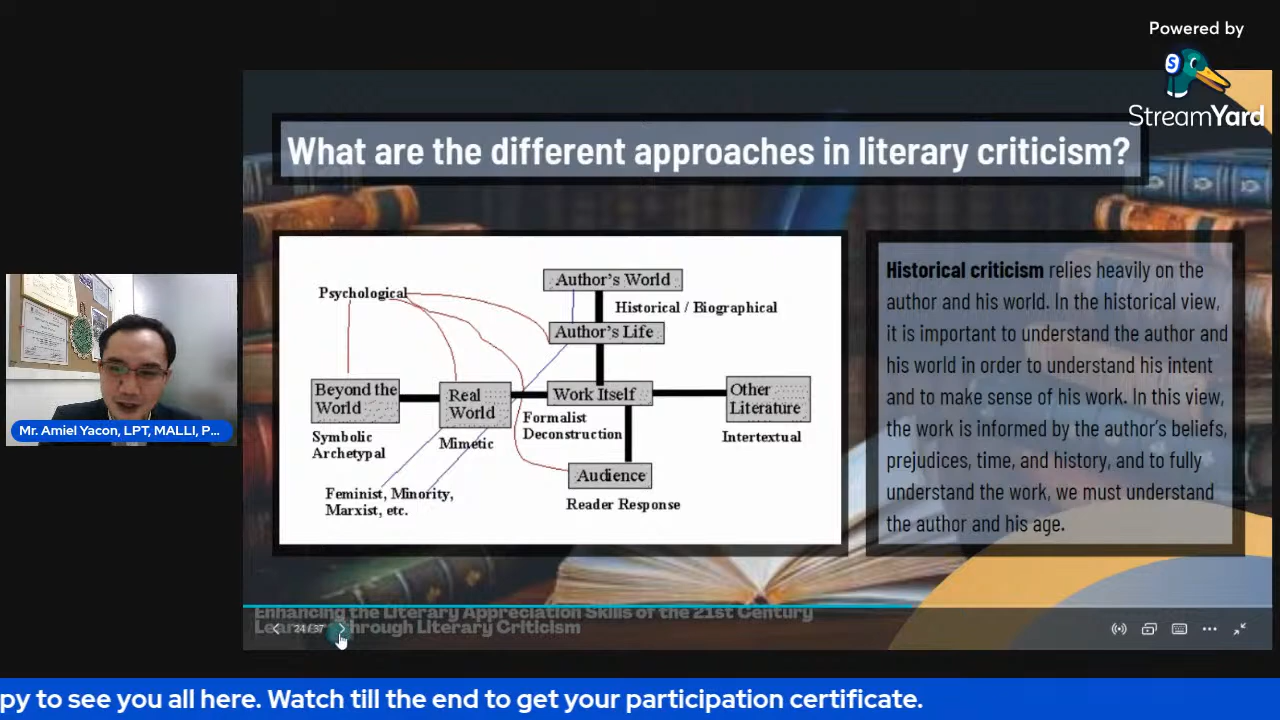 Powered by
S
StreamYard
What are the different approaches in literary criticism?
Psychological
Author's World
Historical / Biographical
Author's Life
Beyond the
World
Real
World
Work Itself
Other
Literature
Symbolic
Archetypal
Mimetic
Formalist
Deconstruction
Intertextual
Audience
Feminist, Minority,
Marxist, etc.
Reader Response
Historical criticism relies heavily on the
author and his world. In the historical view,
it is important to understand the author and
his world in order to understand his intent
and to make sense of his work. In this view,
the work is informed by the author's beliefs,
prejudices, time, and history, and to fully
understand the work, we must understand
the author and his age.
Mr. Amiel Yacon, LPT, MALLI, P...
Enhancing the Literary Appreciation Skills of the 21st Century
Through Literary Criticism
24 / 37
py to see you all here. Watch till the end to get your participation certificate.